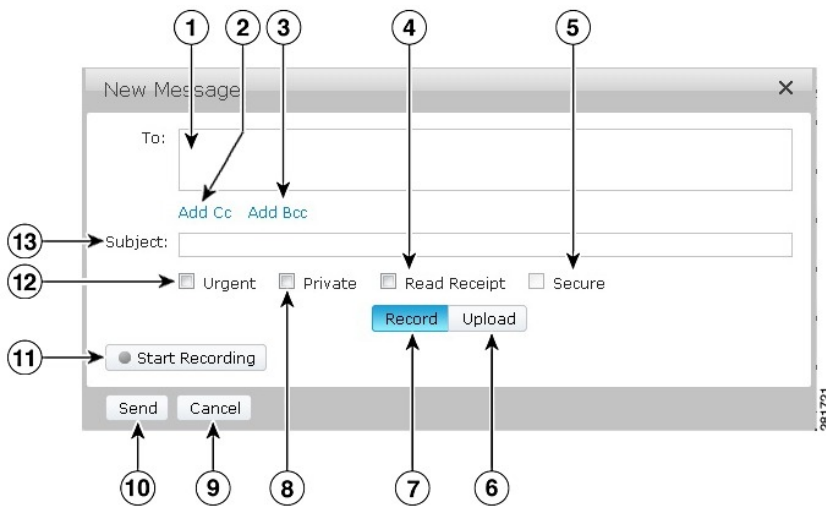 1 2 3 4 5
New Message
To:
Add Cc Add Bcc
13 Subject:
12 Urgent Private Read Receipt Secure
Record Upload
11 Start Recording
Send Cancel
10 9 8 7 6
281721